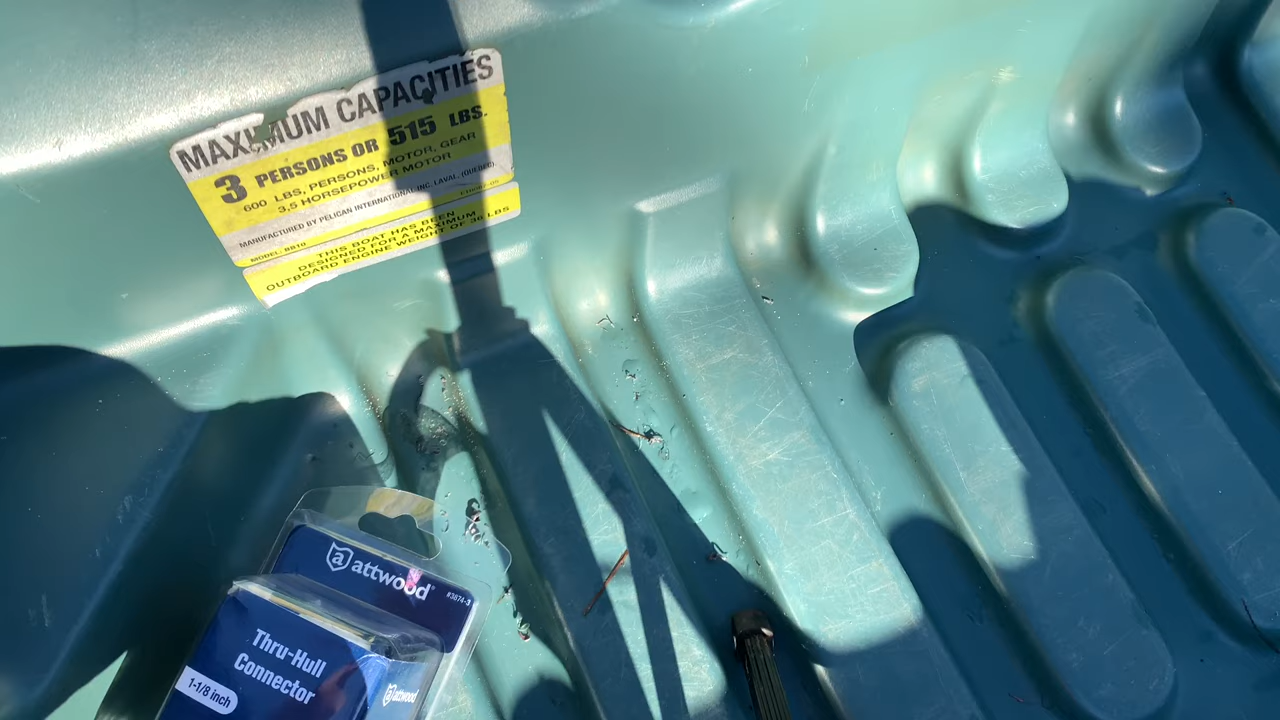 MAXIMUM CAPACITIES
3 PERSONS OR 515 LBS.
600 LBS, PERSONS, MOTOR, GEAR
3.5 HORSEPOWER MOTOR
MANUFACTURED BY PELICAN INTERNATIONAL INC. LAVAL, (QUEBEC)
MODEL:
THIS BOAT HAS BEEN
DESIGNED FOR A MAXIMUM
OUTBOARD ENGINE WEIGHT OF 36 LBS
attwood
#3874-3
Thru-Hull
Connector
1-1/8 inch
attwood